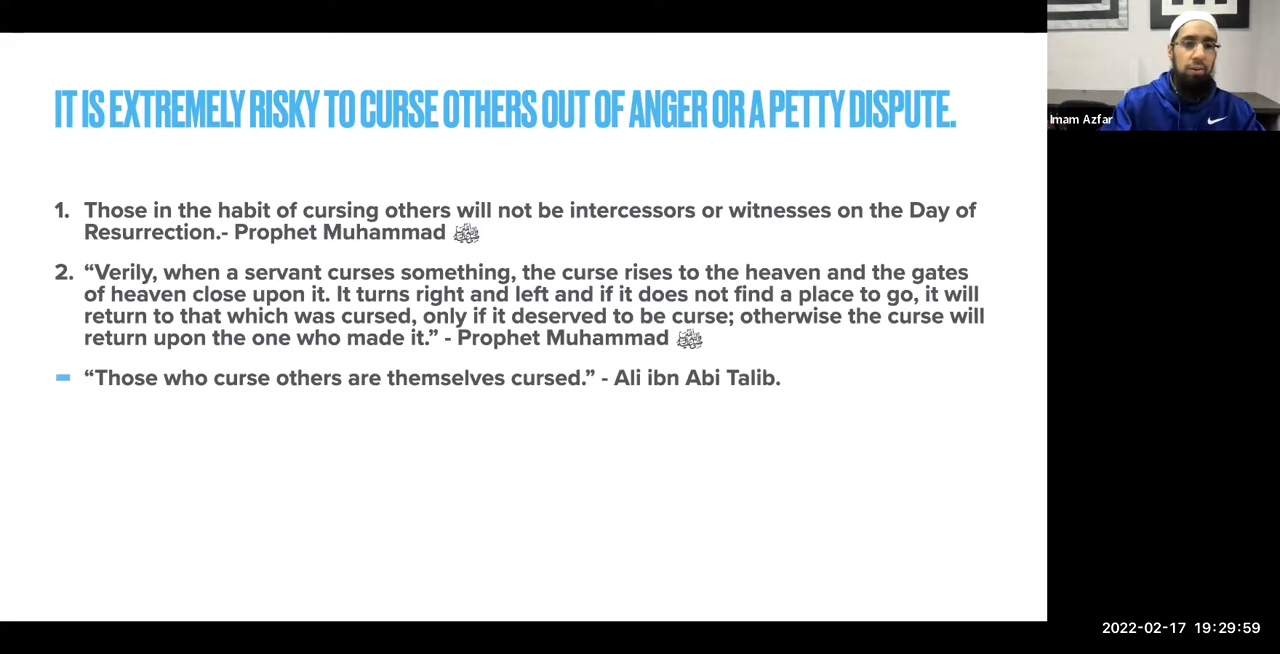 IT IS EXTREMELY RISKY TO CURSE OTHERS OUT OF ANGER OR A PETTY DISPUTE.
1. Those in the habit of cursing others will not be intercessors or witnesses on the Day of
Resurrection.- Prophet Muhammad ﷺ
2. “Verily, when a servant curses something, the curse rises to the heaven and the gates
of heaven close upon it. It turns right and left and if it does not find a place to go, it will
return to that which was cursed, only if it deserved to be curse; otherwise the curse will
return upon the one who made it.” - Prophet Muhammad ﷺ
- “Those who curse others are themselves cursed.” - Ali ibn Abi Talib.
Imam Azfar
2022-02-17 19:29:59